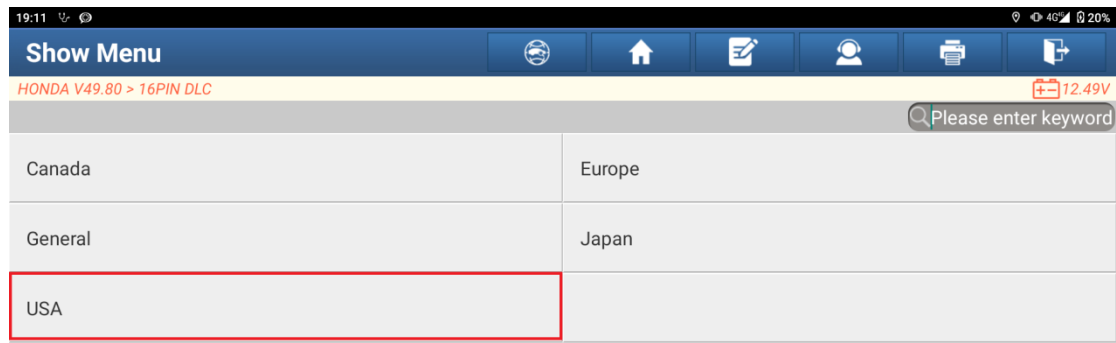 19:11 4G 20%
Show Menu
HONDA V49.80 > 16PIN DLC 12.49V
Please enter keyword
Canada Europe
General Japan
USA